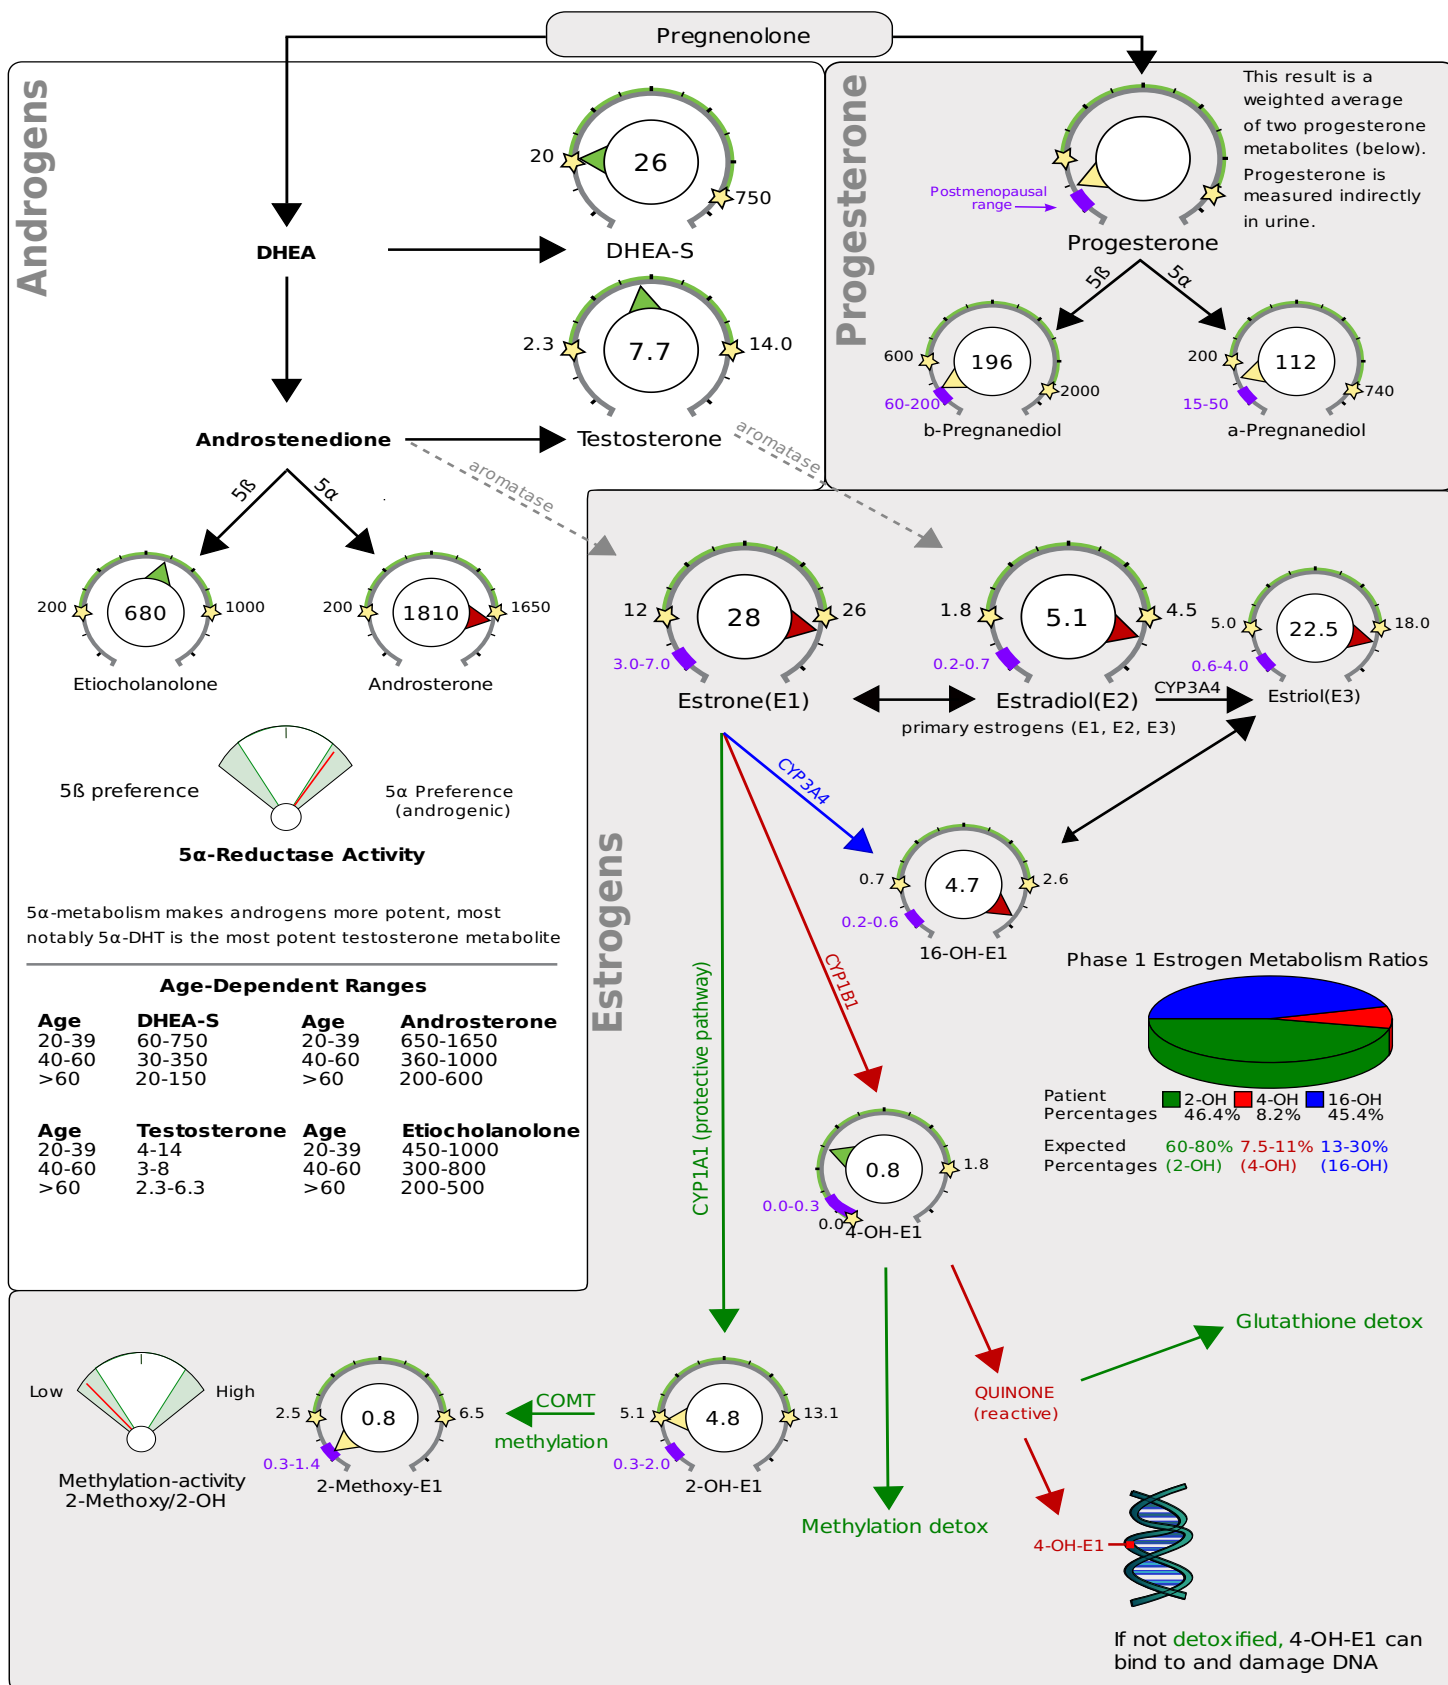 Pregnenolone
Androgens
20
26
750
DHEA
DHEA-S
2.3
7.7
14.0
Androstenedione
Testosterone
aromatase
aromatase
5ß
5α
200
680
1000
Etiocholanolone
200
1810
1650
Androsterone
5ß preference
5α Preference
(androgenic)
5α-Reductase Activity
5α-metabolism makes androgens more potent, most
notably 5α-DHT is the most potent testosterone metabolite
Age-Dependent Ranges
Age DHEA-S Age Androsterone
20-39 60-750 20-39 650-1650
40-60 30-350 40-60 360-1000
>60 20-150 >60 200-600
Age Testosterone Age Etiocholanolone
20-39 4-14 20-39 450-1000
40-60 3-8 40-60 300-800
>60 2.3-6.3 >60 200-500
Progesterone
This result is a
weighted average
of two progesterone
metabolites (below).
Progesterone is
measured indirectly
in urine.
Postmenopausal
range
Progesterone
5ß
5α
600
196
2000
60-200
b-Pregnanediol
200
112
740
15-50
a-Pregnanediol
Estrogens
12
28
26
3.0-7.0
Estrone(E1)
1.8
5.1
4.5
0.2-0.7
Estradiol(E2)
CYP3A4
5.0
22.5
18.0
0.6-4.0
Estriol(E3)
primary estrogens (E1, E2, E3)
CYP3A4
0.7
4.7
2.6
0.2-0.6
16-OH-E1
CYP1B1
CYP1A1 (protective pathway)
Phase 1 Estrogen Metabolism Ratios
Patient 2-OH 4-OH 16-OH
Percentages 46.4% 8.2% 45.4%
Expected 60-80% 7.5-11% 13-30%
Percentages (2-OH) (4-OH) (16-OH)
0.8
1.8
0.0-0.3
0.0
4-OH-E1
Glutathione detox
QUINONE
(reactive)
Methylation detox
4-OH-E1
If not detoxified, 4-OH-E1 can
bind to and damage DNA
Low
High
Methylation-activity
2-Methoxy/2-OH
2.5
0.8
6.5
0.3-1.4
2-Methoxy-E1
COMT
methylation
5.1
4.8
13.1
0.3-2.0
2-OH-E1